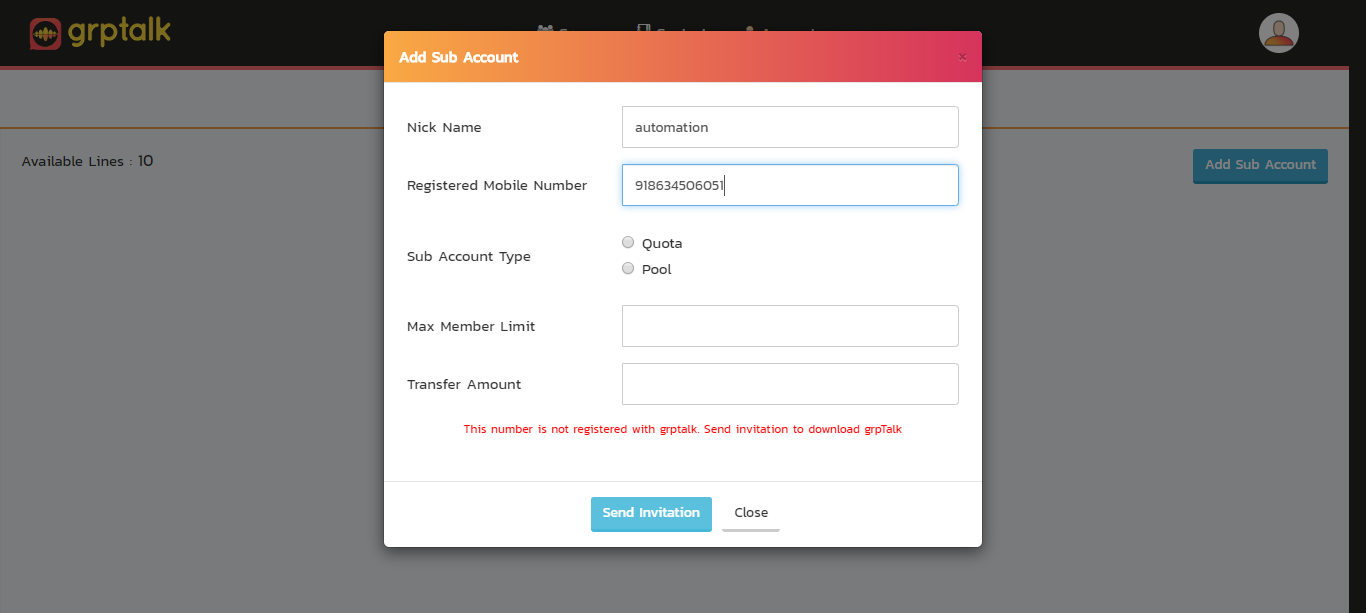 grptalk
Add Sub Account ×
Nick Name automation
Available Lines : 10
Add Sub Account
Registered Mobile Number 918634506051
Sub Account Type
Quota
Pool
Max Member Limit
Transfer Amount
This number is not registered with grptalk. Send invitation to download grpTalk
Send Invitation Close